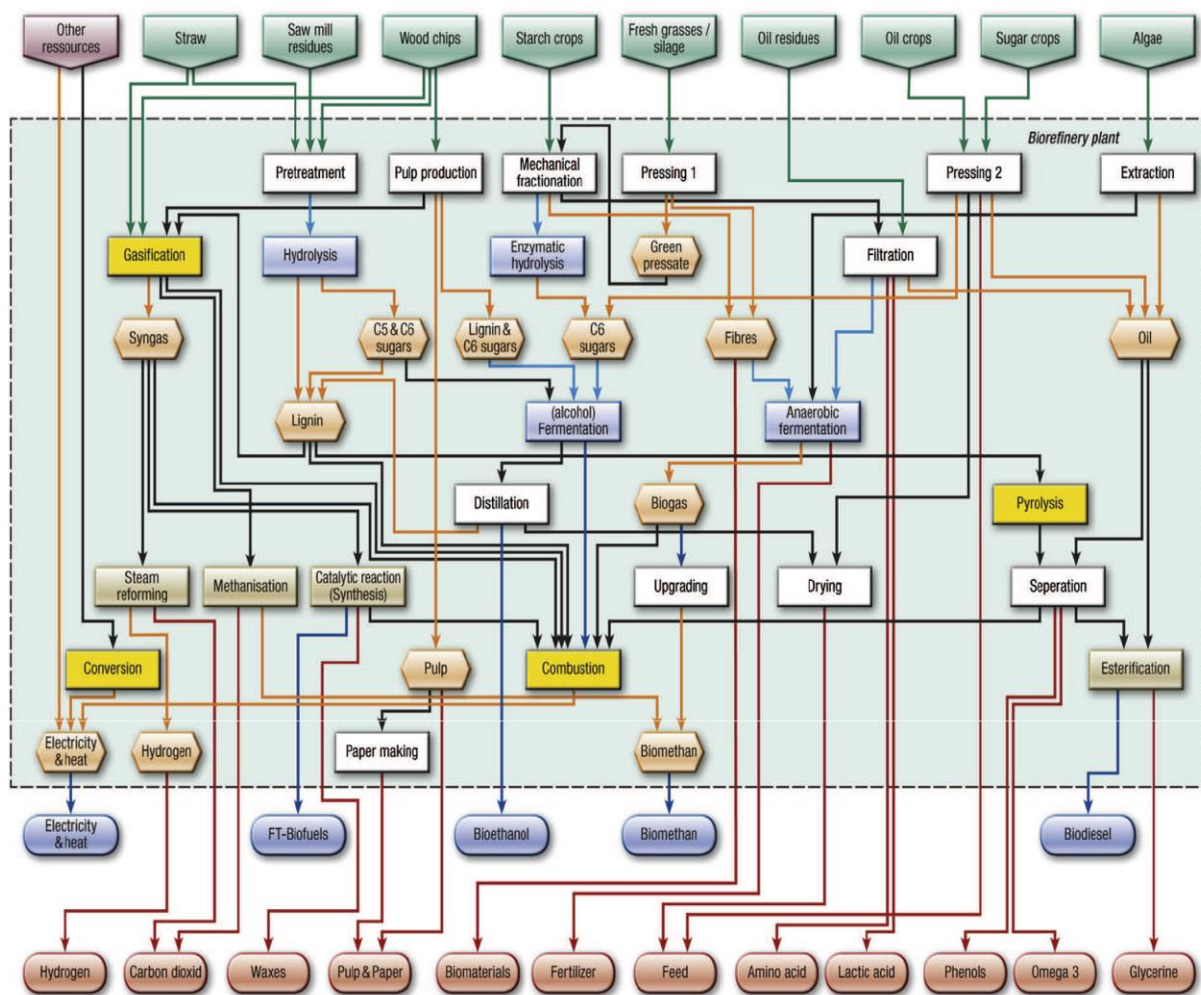 Other
ressources
Straw
Saw mill
residues
Wood chips
Starch crops
Fresh grasses /
silage
Oil residues
Oil crops
Sugar crops
Algae
Biorefinery plant
Pretreatment
Pulp production
Mechanical
fractionation
Pressing 1
Pressing 2
Extraction
Gasification
Hydrolysis
Enzymatic
hydrolysis
Green
pressate
Filtration
Syngas
C5 & C6
sugars
Lignin &
C6 sugars
C6
sugars
Fibres
Oil
Lignin
(alcohol)
Fermentation
Anaerobic
fermentation
Distillation
Biogas
Pyrolysis
Steam
reforming
Methanisation
Catalytic reaction
(Synthesis)
Upgrading
Drying
Seperation
Conversion
Pulp
Combustion
Esterification
Electricity
& heat
Hydrogen
Paper making
Biomethan
Electricity
& heat
FT-Biofuels
Bioethanol
Biomethan
Biodiesel
Hydrogen
Carbon dioxid
Waxes
Pulp & Paper
Biomaterials
Fertilizer
Feed
Amino acid
Lactic acid
Phenols
Omega 3
Glycerine